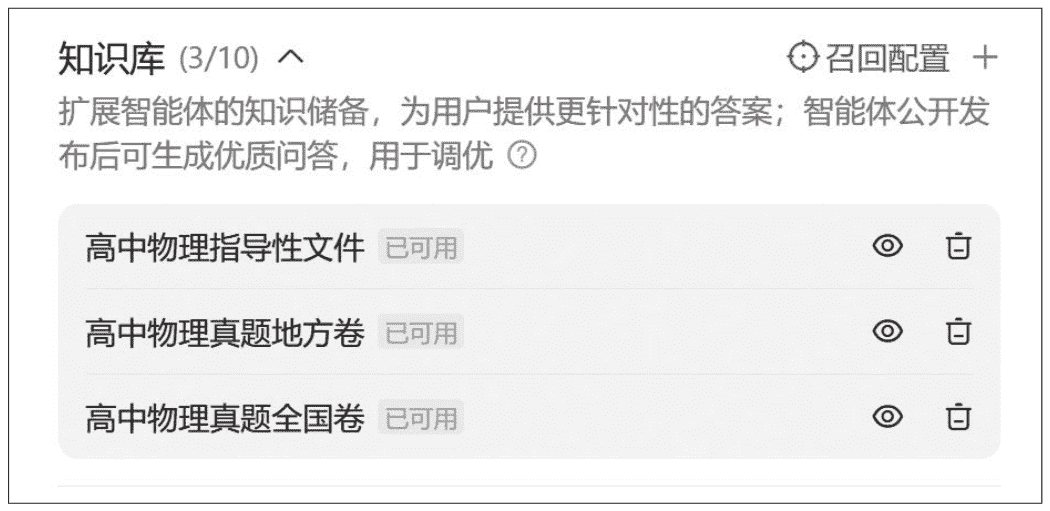 知识库 (3/10) 召回配置
扩展智能体的知识储备，为用户提供更针对性的答案；智能体公开发
布后可生成优质问答，用于调优
高中物理指导性文件 已可用
高中物理真题地方卷 已可用
高中物理真题全国卷 已可用